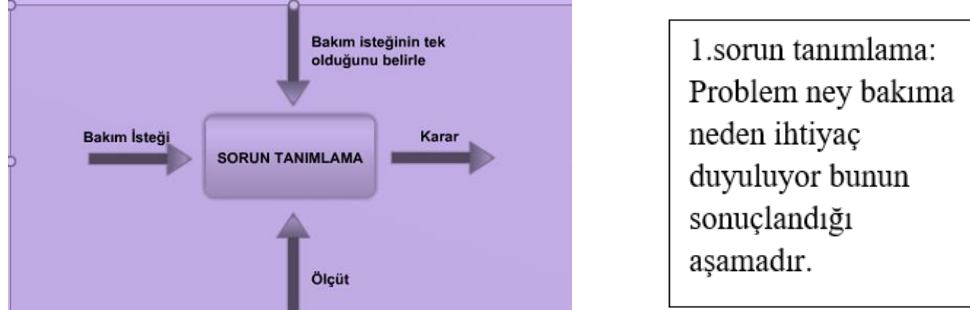 Bakım isteğinin tek
olduğunu belirle
Bakım İsteği
SORUN TANIMLAMA
Karar
Ölçüt
1.sorun tanımlama:
Problem ney bakıma
neden ihtiyaç
duyuluyor bunun
sonuçlandığı
aşamadır.